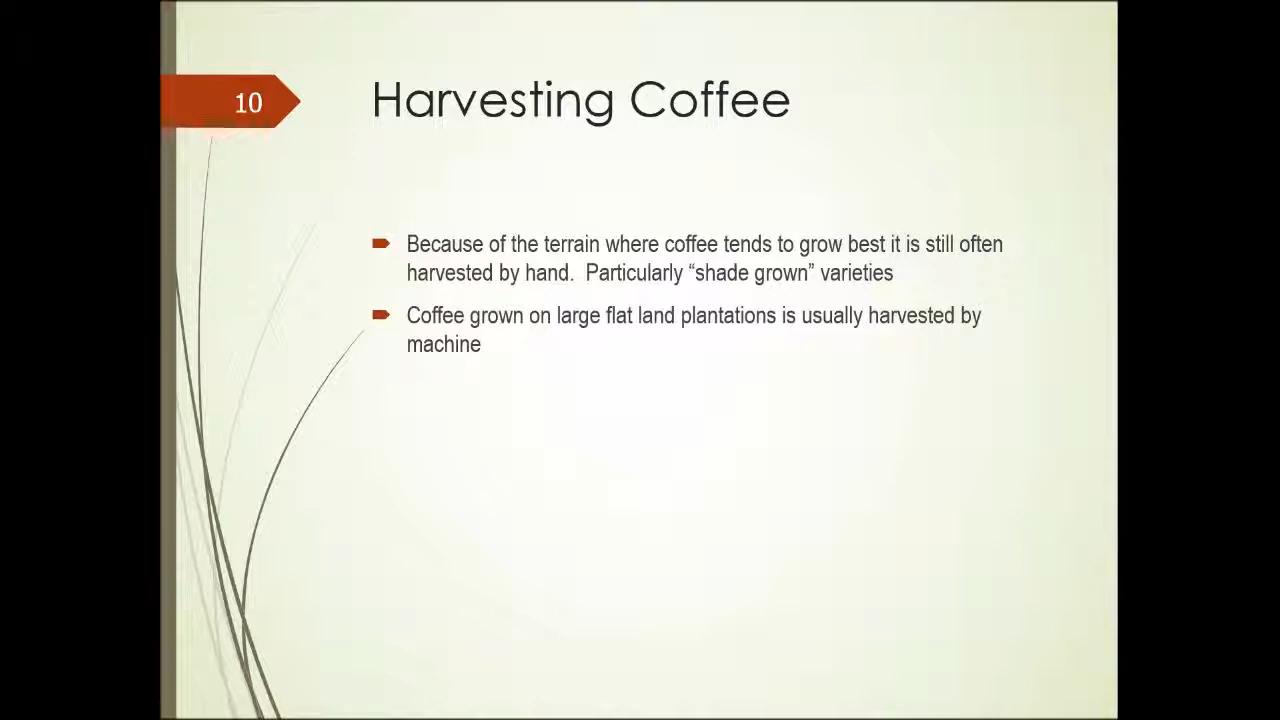 10
Harvesting Coffee
Because of the terrain where coffee tends to grow best it is still often
harvested by hand.  Particularly “shade grown” varieties
Coffee grown on large flat land plantations is usually harvested by
machine